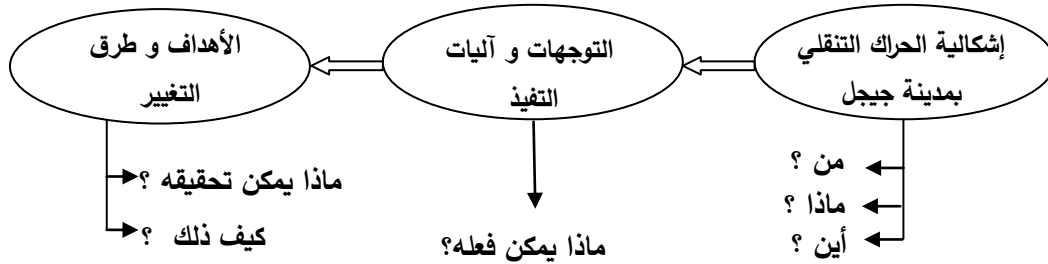 إشكالية الحراك التنقلي
بمدينة جيجل
من ؟
ماذا ؟
أين ؟
التوجهات و آليات
التفيذ
ماذا يمكن فعله؟
الأهداف و طرق
التغيير
ماذا يمكن تحقيقه ؟
كيف ذلك ؟